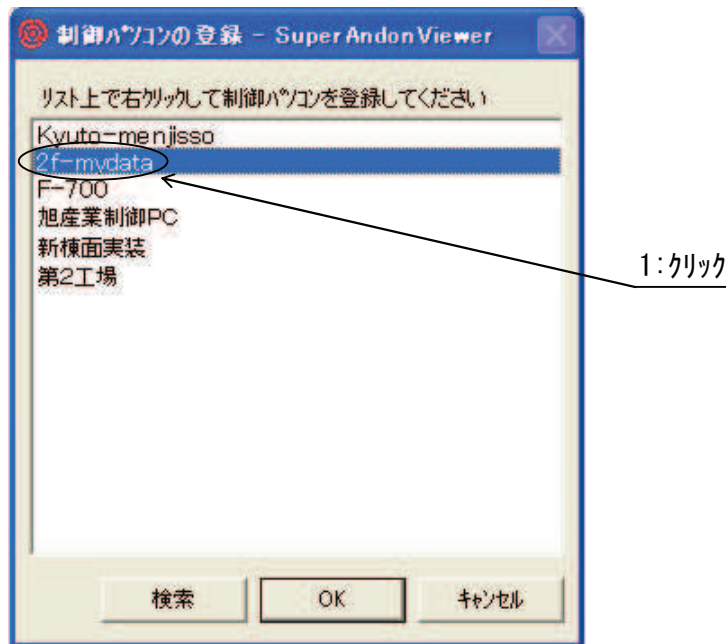 制御ﾊﾟｿｺﾝの登録 - Super Andon Viewer
ﾘｽﾄ上で右ｸﾘｯｸして制御ﾊﾟｿｺﾝを登録してください
Kyuto-menjisso
2f-mydata
F-700
旭産業制御PC
新棟面実装
第2工場
1:ｸﾘｯｸ
検索
OK
ｷｬﾝｾﾙ